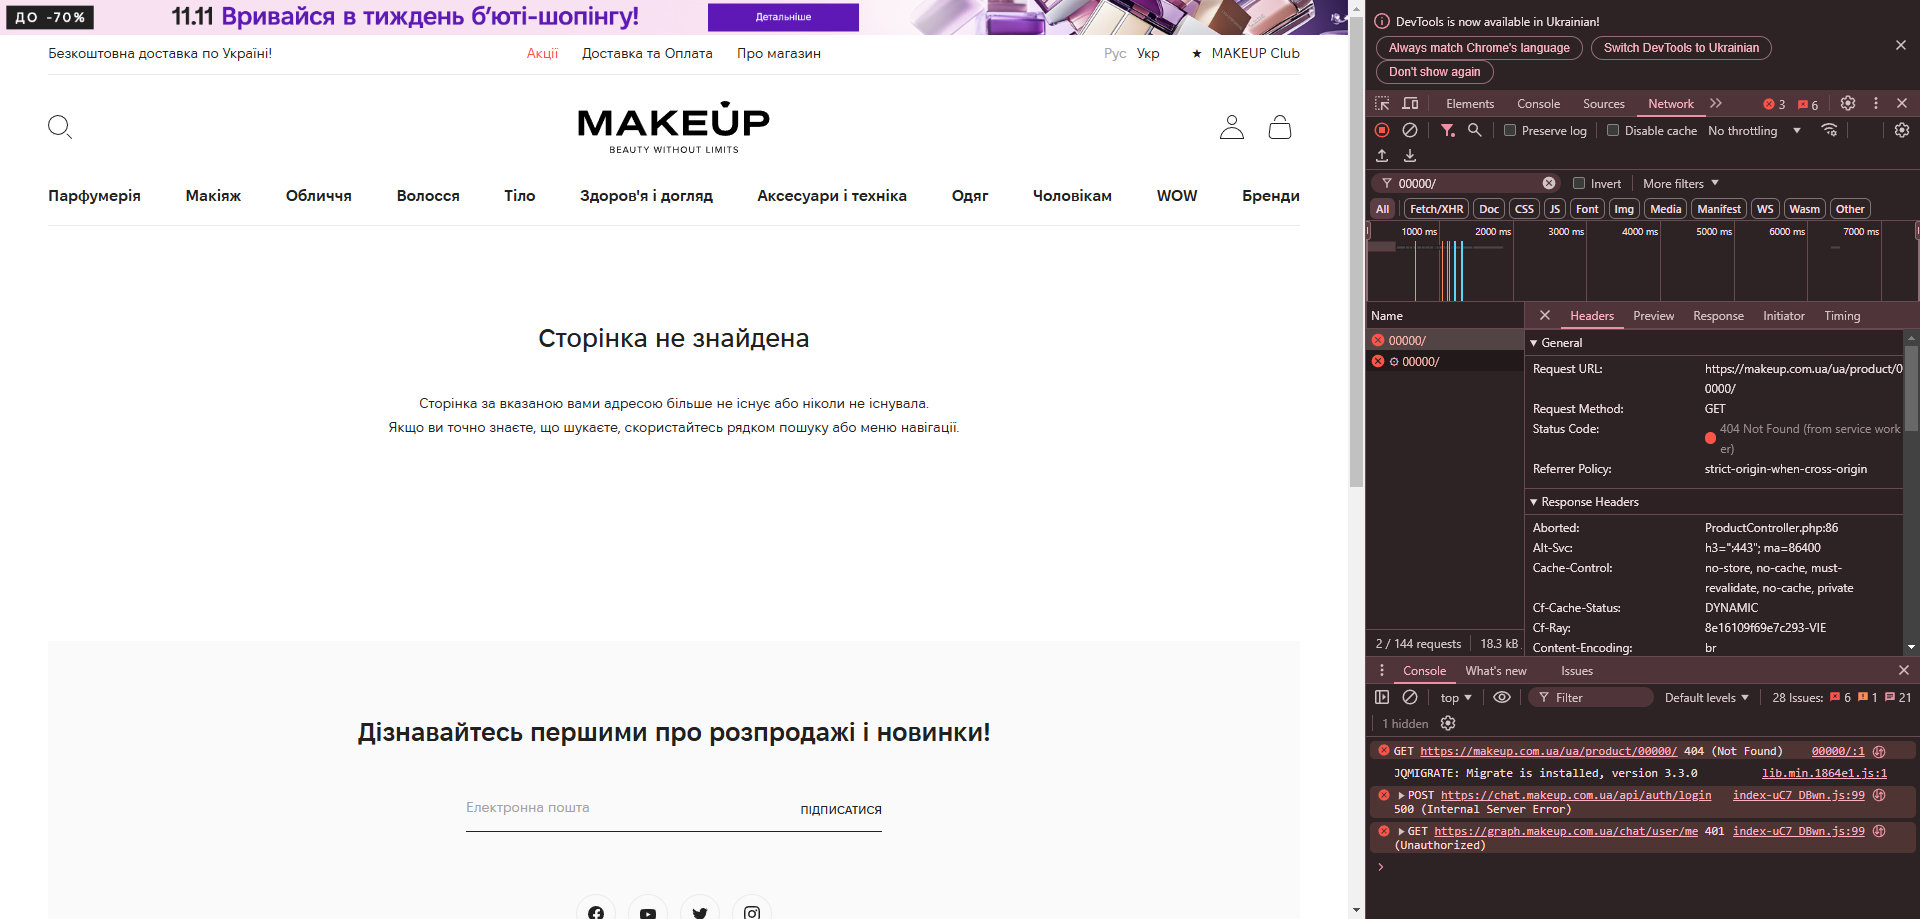 ДО -70%
11.11 Вривайся в тиждень б'юті-шопінгу!
Детальніше
Безкоштовна доставка по Україні!
Акції
Доставка та Оплата
Про магазин
Рус
Укр
★ MAKEUP Club
MAKEUP
BEAUTY WITHOUT LIMITS
Парфумерія
Макіяж
Обличчя
Волосся
Тіло
Здоров'я і догляд
Аксесуари і техніка
Одяг
Чоловікам
WOW
Бренди
Сторінка не знайдена
Сторінка за вказаною вами адресою більше не існує або ніколи не існувала.
Якщо ви точно знаєте, що шукаєте, скористайтесь рядком пошуку або меню навігації.
Дізнавайтесь першими про розпродажі і новинки!
Електронна пошта
ПІДПИСАТИСЯ
DevTools is now available in Ukrainian!
Always match Chrome's language
Switch DevTools to Ukrainian
Don't show again
Elements
Console
Sources
Network
3
6
Preserve log
Disable cache
No throttling
00000/
Invert
More filters
All
Fetch/XHR
Doc
CSS
JS
Font
Img
Media
Manifest
WS
Wasm
Other
1000 ms
2000 ms
3000 ms
4000 ms
5000 ms
6000 ms
7000 ms
Name
00000/
00000/
2 / 144 requests
18.3 kB
Headers
Preview
Response
Initiator
Timing
General
Request URL:
https://makeup.com.ua/ua/product/0
0000/
Request Method:
GET
Status Code:
404 Not Found (from service work
er)
Referrer Policy:
strict-origin-when-cross-origin
Response Headers
Aborted:
ProductController.php:86
Alt-Svc:
h3=":443"; ma=86400
Cache-Control:
no-store, no-cache, must-
revalidate, no-cache, private
Cf-Cache-Status:
DYNAMIC
Cf-Ray:
8e16109f69e7c293-VIE
Content-Encoding:
br
Console
What's new
Issues
top
Filter
Default levels
28 Issues: 6 1 21
1 hidden
GET https://makeup.com.ua/ua/product/00000/ 404 (Not Found) 00000/:1
JQMIGRATE: Migrate is installed, version 3.3.0 lib.min.1864e1.js:1
POST https://chat.makeup.com.ua/api/auth/login index-uC7_DBwn.js:99
500 (Internal Server Error)
GET https://graph.makeup.com.ua/chat/user/me 401 index-uC7_DBwn.js:99
(Unauthorized)